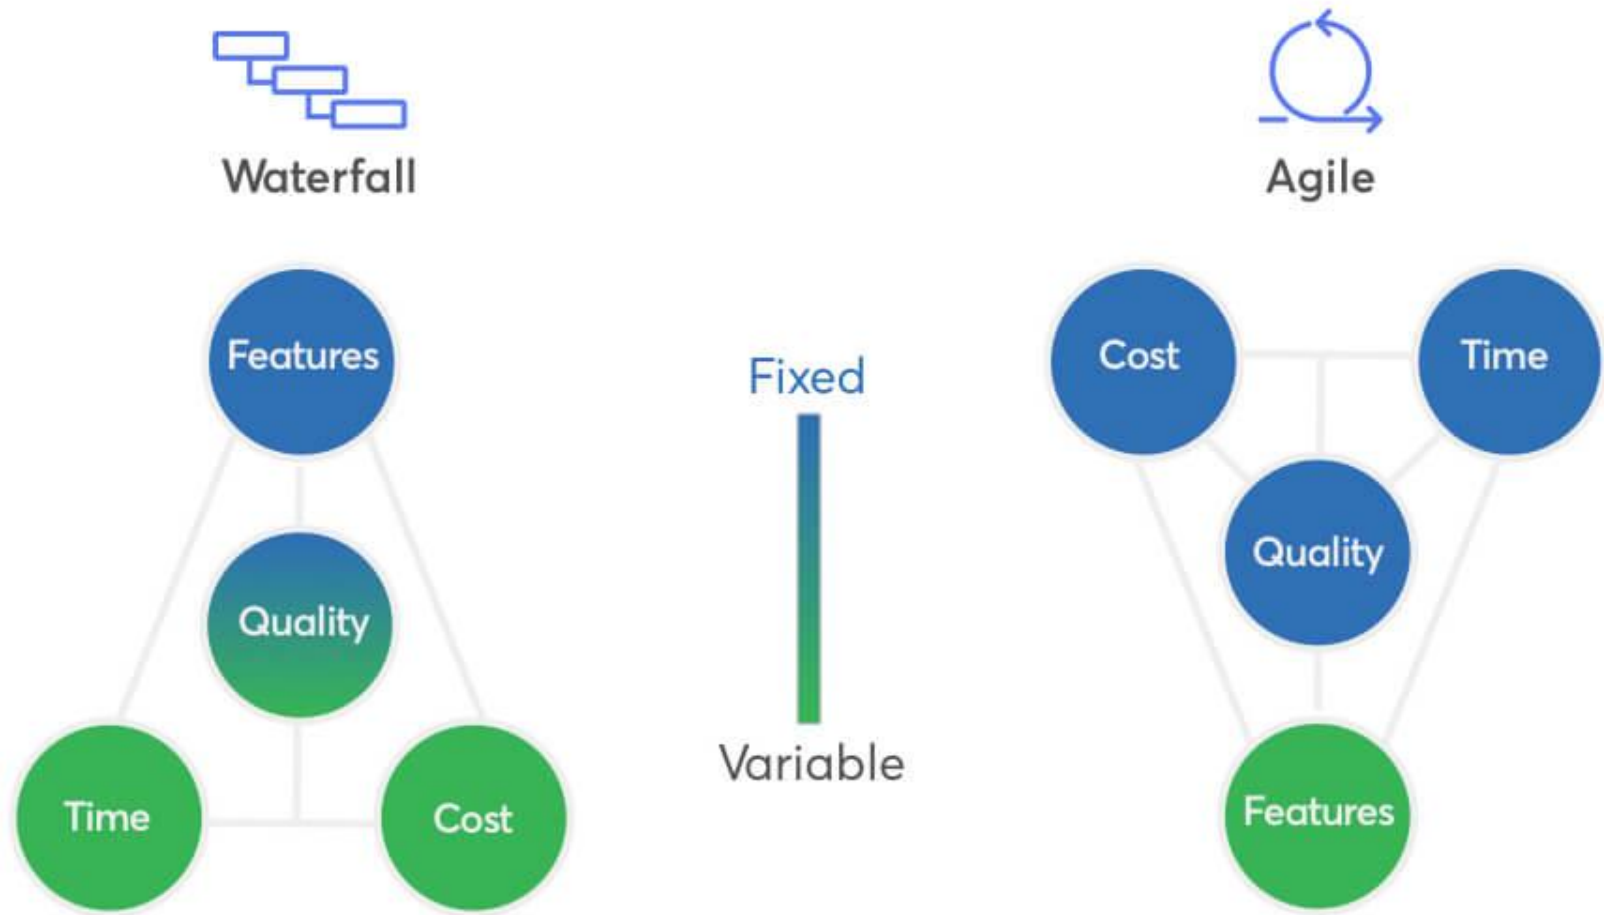 Waterfall
Agile
Features
Quality
Time
Cost
Fixed
Variable
Cost
Time
Quality
Features